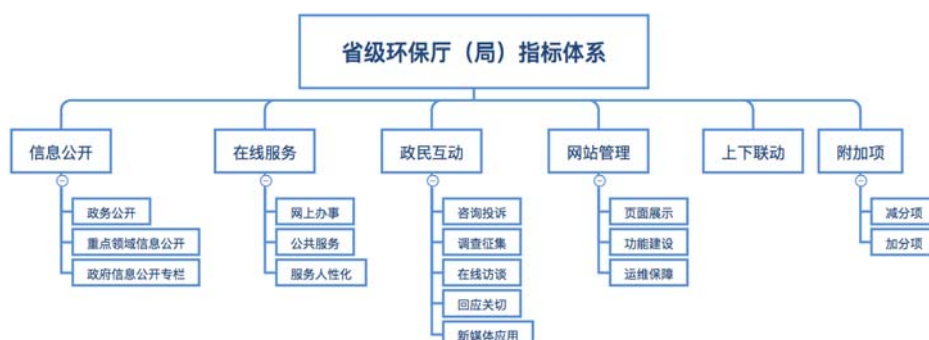 省级环保厅（局）指标体系
信息公开
在线服务
政民互动
网站管理
上下联动
附加项
政务公开
重点领域信息公开
政府信息公开专栏
网上办事
公共服务
服务人性化
咨询投诉
调查征集
在线访谈
回应关切
新媒体应用
页面展示
功能建设
运维保障
减分项
加分项